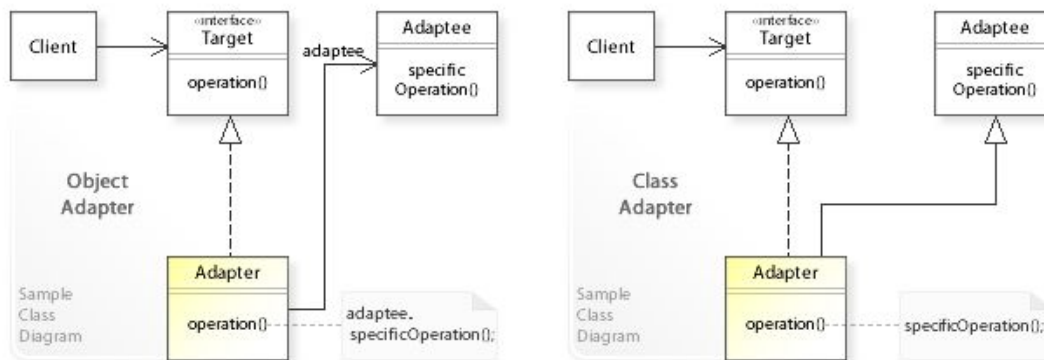 Client
«interface»
Target
operation()
adaptee
Adaptee
specific
Operation()
Object
Adapter
Adapter
operation()
adaptee.
specificOperation();
Sample
Class
Diagram
Client
«interface»
Target
operation()
Adaptee
specific
Operation()
Class
Adapter
Adapter
operation()
specificOperation();
Sample
Class
Diagram